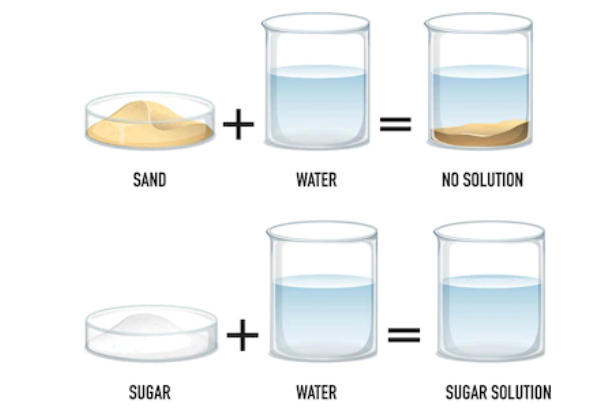 SAND WATER NO SOLUTION
SUGAR WATER SUGAR SOLUTION